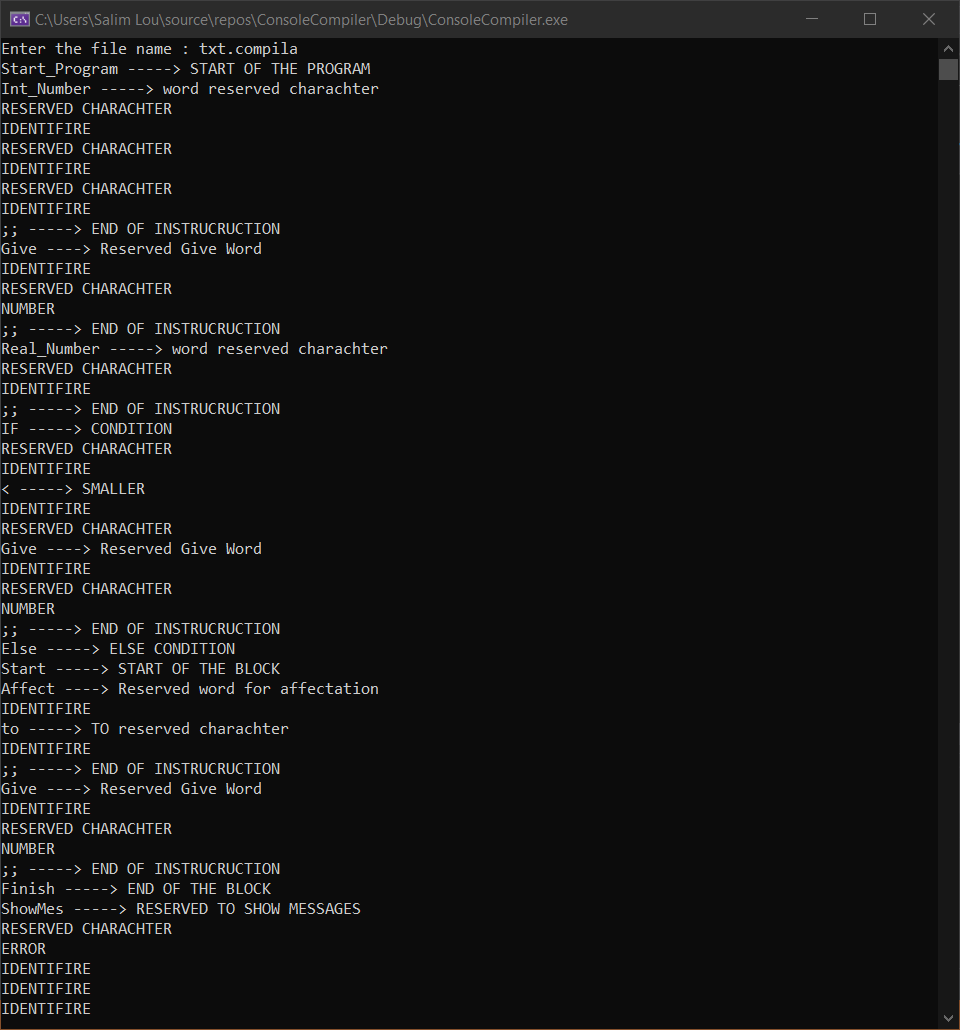 C:\Users\Salim Lou\source\repos\ConsoleCompiler\Debug\ConsoleCompiler.exe
Enter the file name : txt.compila
Start_Program -----> START OF THE PROGRAM
Int_Number -----> word reserved charachter
RESERVED CHARACHTER
IDENTIFIRE
RESERVED CHARACHTER
IDENTIFIRE
RESERVED CHARACHTER
IDENTIFIRE
;; -----> END OF INSTRUCRUCTION
Give ----> Reserved Give Word
IDENTIFIRE
RESERVED CHARACHTER
NUMBER
;; -----> END OF INSTRUCRUCTION
Real_Number -----> word reserved charachter
RESERVED CHARACHTER
IDENTIFIRE
;; -----> END OF INSTRUCRUCTION
IF -----> CONDITION
RESERVED CHARACHTER
IDENTIFIRE
< -----> SMALLER
IDENTIFIRE
RESERVED CHARACHTER
Give ----> Reserved Give Word
IDENTIFIRE
RESERVED CHARACHTER
NUMBER
;; -----> END OF INSTRUCRUCTION
Else -----> ELSE CONDITION
Start -----> START OF THE BLOCK
Affect ----> Reserved word for affectation
IDENTIFIRE
to -----> TO reserved charachter
IDENTIFIRE
;; -----> END OF INSTRUCRUCTION
Give ----> Reserved Give Word
IDENTIFIRE
RESERVED CHARACHTER
NUMBER
;; -----> END OF INSTRUCRUCTION
Finish -----> END OF THE BLOCK
ShowMes -----> RESERVED TO SHOW MESSAGES
RESERVED CHARACHTER
ERROR
IDENTIFIRE
IDENTIFIRE
IDENTIFIRE